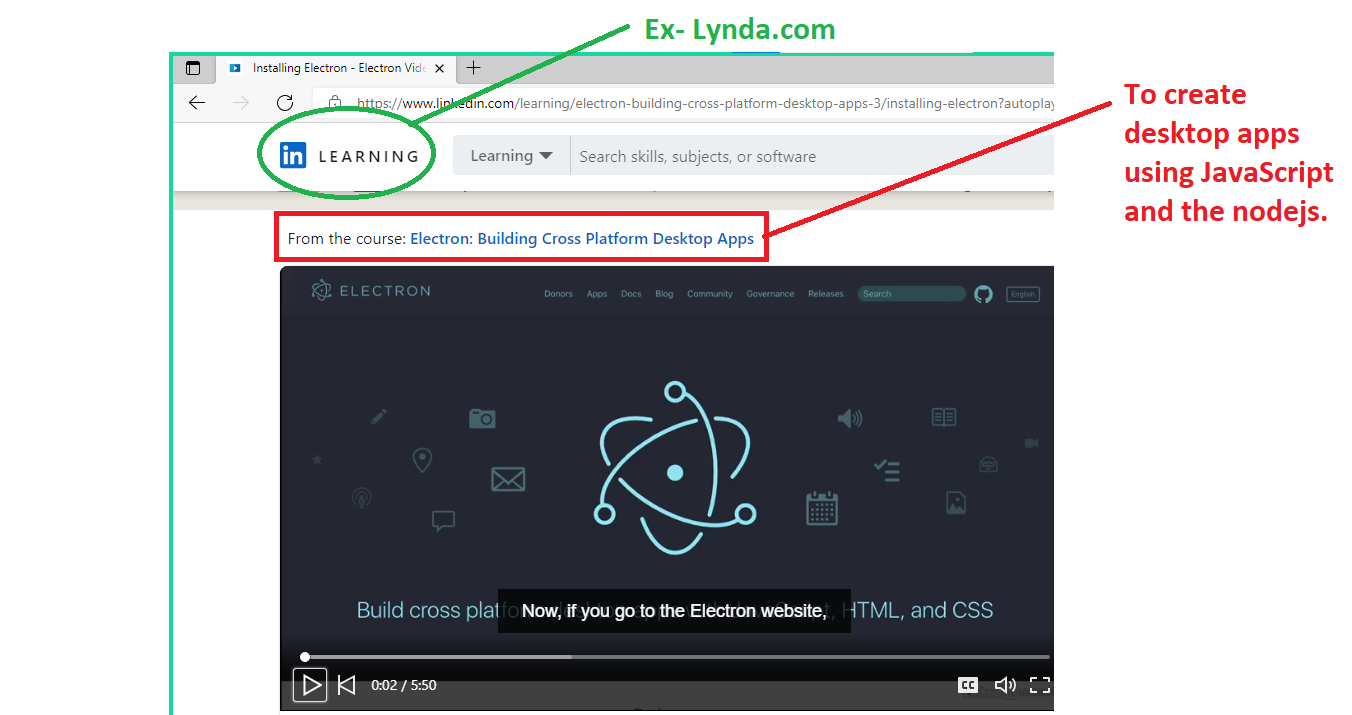 Ex- Lynda.com
Installing Electron - Electron Vide
https://www.linkedin.com/learning/electron-building-cross-platform-desktop-apps-3/installing-electron?autoplay
To create
desktop apps
using JavaScript
and the nodejs.
in LEARNING
Learning
Search skills, subjects, or software
From the course: Electron: Building Cross Platform Desktop Apps
ELECTRON
Donors Apps Docs Blog Community Governance Releases Search English
Build cross platfo , HTML, and CSS
Now, if you go to the Electron website,
0:02 / 5:50
CC